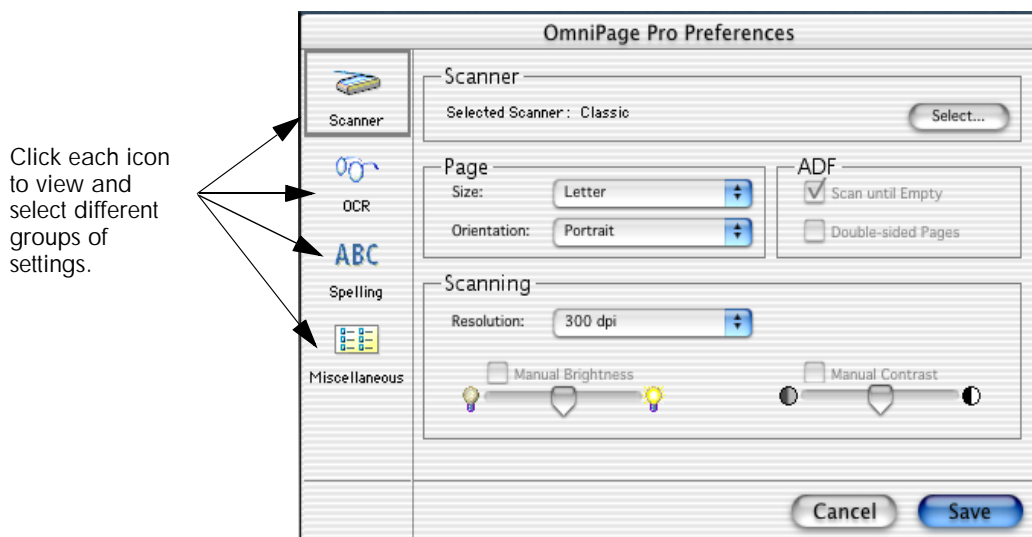 OmniPage Pro Preferences
Click each icon
to view and
select different
groups of
settings.
Scanner
OCR
ABC
Spelling
Miscellaneous
Scanner
Selected Scanner: Classic
Select...
Page
Size: Letter
Orientation: Portrait
ADF
Scan until Empty
Double-sided Pages
Scanning
Resolution: 300 dpi
Manual Brightness
Manual Contrast
Cancel
Save